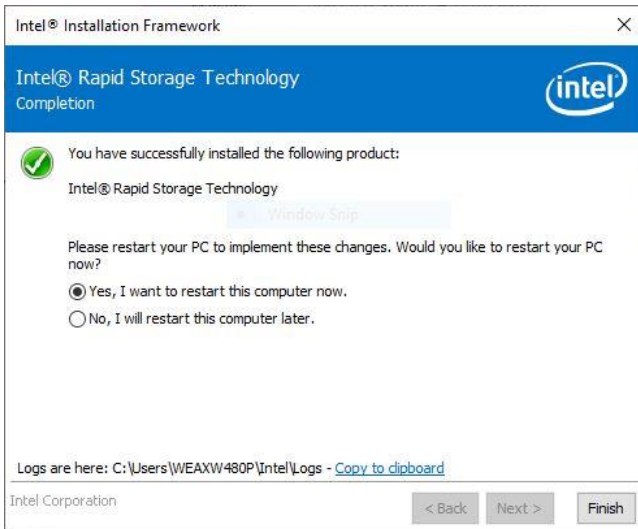 Intel® Installation Framework
Intel® Rapid Storage Technology
Completion
intel
You have successfully installed the following product:
Intel® Rapid Storage Technology
Window Snip
Please restart your PC to implement these changes. Would you like to restart your PC
now?
Yes, I want to restart this computer now.
No, I will restart this computer later.
Logs are here: C:\Users\WEAXW480P\Intel\Logs - Copy to clipboard
Intel Corporation
< Back Next > Finish